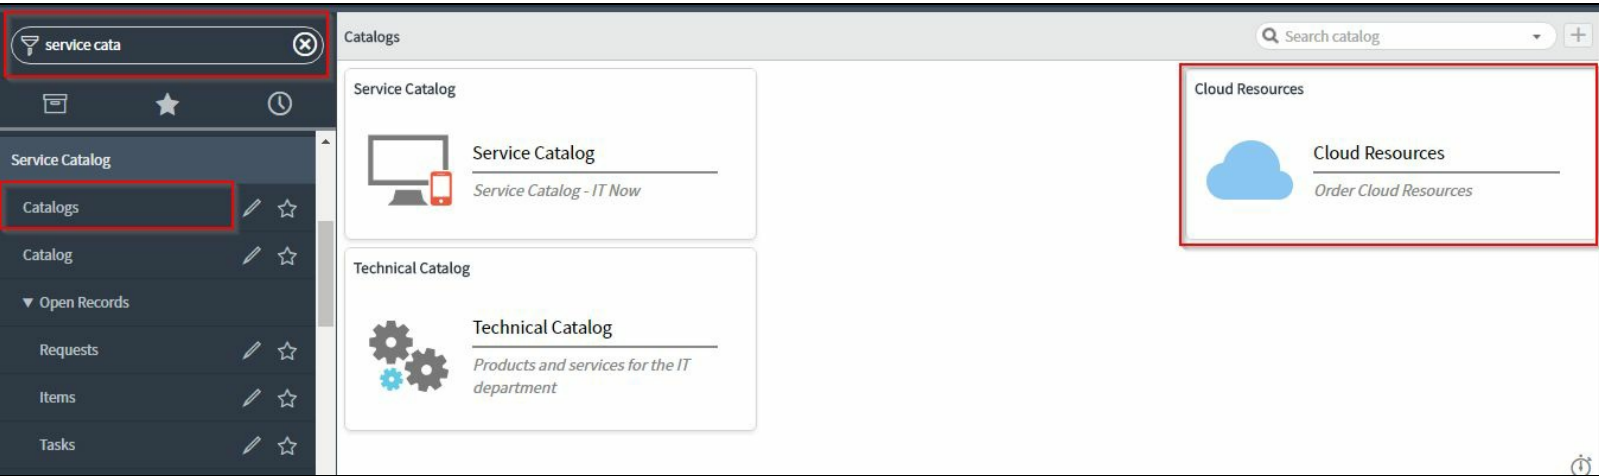 service cata
Service Catalog
Catalogs
Catalog
▼ Open Records
Requests
Items
Tasks
Catalogs
Search catalog
Service Catalog
Service Catalog
Service Catalog - IT Now
Cloud Resources
Cloud Resources
Order Cloud Resources
Technical Catalog
Technical Catalog
Products and services for the IT
department